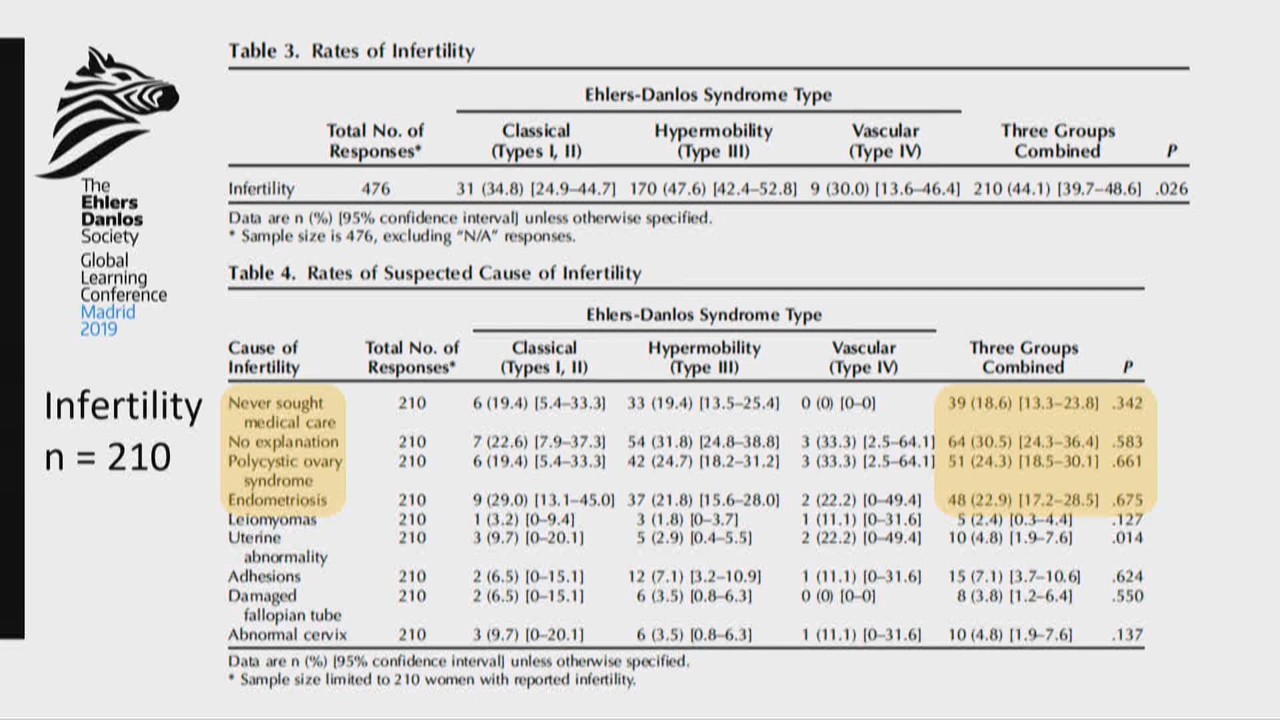 The
Ehlers
Danlos
Society
Global
Learning
Conference
Madrid
2019
Infertility
n = 210
Table 3. Rates of Infertility
Ehlers-Danlos Syndrome Type
Total No. of Responses* Classical (Types I, II) Hypermobility (Type III) Vascular (Type IV) Three Groups Combined P
Infertility 476 31 (34.8) [24.9–44.7] 170 (47.6) [42.4–52.8] 9 (30.0) [13.6–46.4] 210 (44.1) [39.7–48.6] .026
Data are n (%) [95% confidence interval] unless otherwise specified.
* Sample size is 476, excluding “N/A” responses.
Table 4. Rates of Suspected Cause of Infertility
Ehlers-Danlos Syndrome Type
Cause of Infertility Total No. of Responses* Classical (Types I, II) Hypermobility (Type III) Vascular (Type IV) Three Groups Combined P
Never sought medical care 210 6 (19.4) [5.4–33.3] 33 (19.4) [13.5–25.4] 0 (0) [0–0] 39 (18.6) [13.3–23.8] .342
No explanation 210 7 (22.6) [7.9–37.3] 54 (31.8) [24.8–38.8] 3 (33.3) [2.5–64.1] 64 (30.5) [24.3–36.4] .583
Polycystic ovary syndrome 210 6 (19.4) [5.4–33.3] 42 (24.7) [18.2–31.2] 3 (33.3) [2.5–64.1] 51 (24.3) [18.5–30.1] .661
Endometriosis 210 9 (29.0) [13.1–45.0] 37 (21.8) [15.6–28.0] 2 (22.2) [0–49.4] 48 (22.9) [17.2–28.5] .675
Leiomyomas 210 1 (3.2) [0–9.4] 3 (1.8) [0–3.7] 1 (11.1) [0–31.6] 5 (2.4) [0.3–4.4] .127
Uterine abnormality 210 3 (9.7) [0–20.1] 5 (2.9) [0.4–5.5] 2 (22.2) [0–49.4] 10 (4.8) [1.9–7.6] .014
Adhesions 210 2 (6.5) [0–15.1] 12 (7.1) [3.2–10.9] 1 (11.1) [0–31.6] 15 (7.1) [3.7–10.6] .624
Damaged fallopian tube 210 2 (6.5) [0–15.1] 6 (3.5) [0.8–6.3] 0 (0) [0–0] 8 (3.8) [1.2–6.4] .550
Abnormal cervix 210 3 (9.7) [0–20.1] 6 (3.5) [0.8–6.3] 1 (11.1) [0–31.6] 10 (4.8) [1.9–7.6] .137
Data are n (%) [95% confidence interval] unless otherwise specified.
* Sample size limited to 210 women with reported infertility.